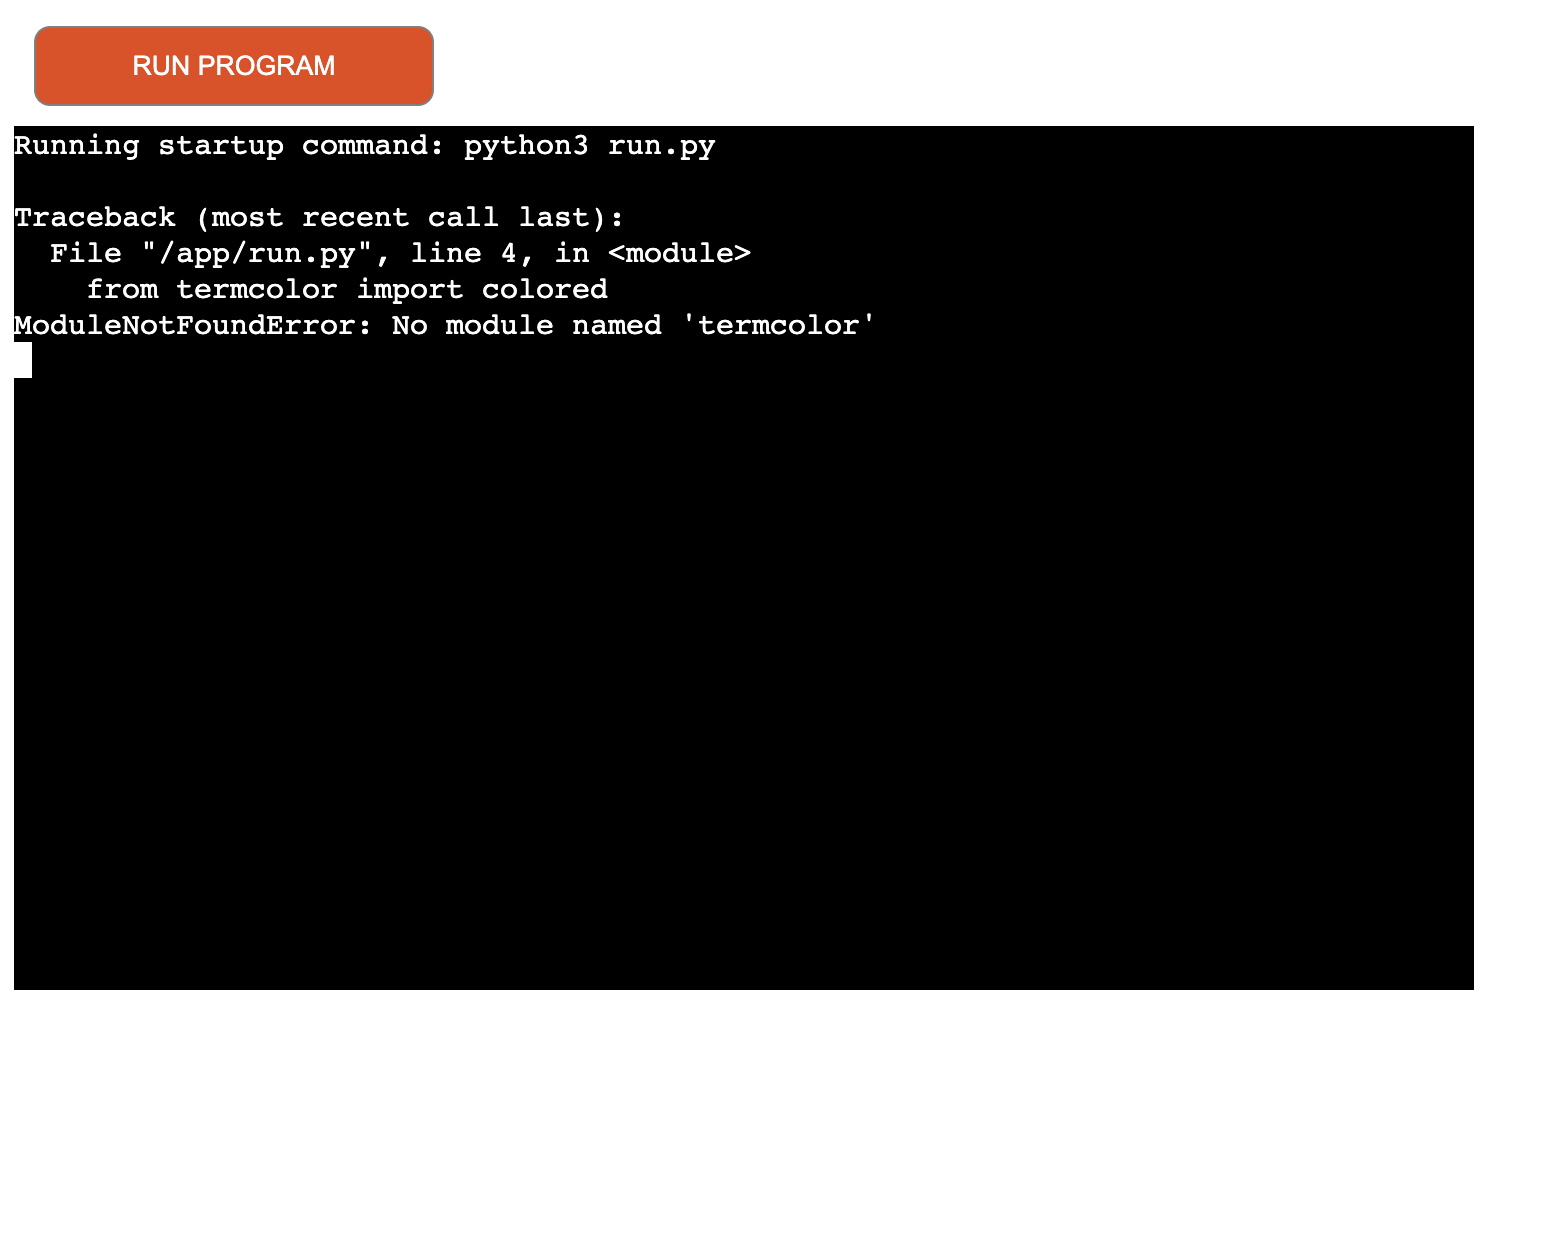 RUN PROGRAM
Running startup command: python3 run.py
Traceback (most recent call last):
  File "/app/run.py", line 4, in <module>
    from termcolor import colored
ModuleNotFoundError: No module named 'termcolor'